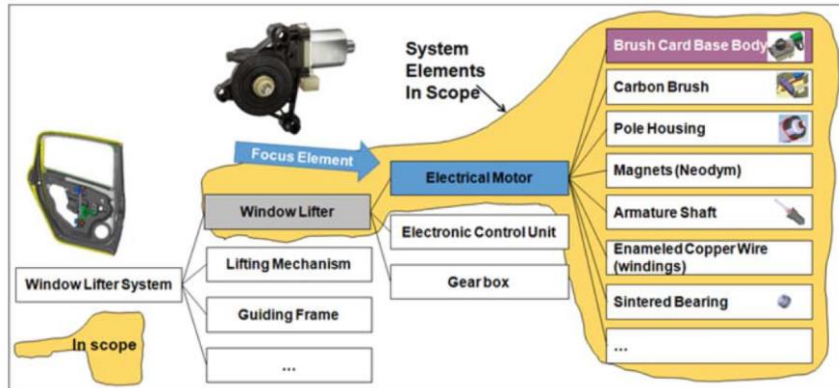 System
Elements
In Scope
Focus Element
Window Lifter System
Window Lifter
Lifting Mechanism
Guiding Frame
...
Electrical Motor
Electronic Control Unit
Gear box
Brush Card Base Body
Carbon Brush
Pole Housing
Magnets (Neodym)
Armature Shaft
Enameled Copper Wire
(windings)
Sintered Bearing
...
In scope